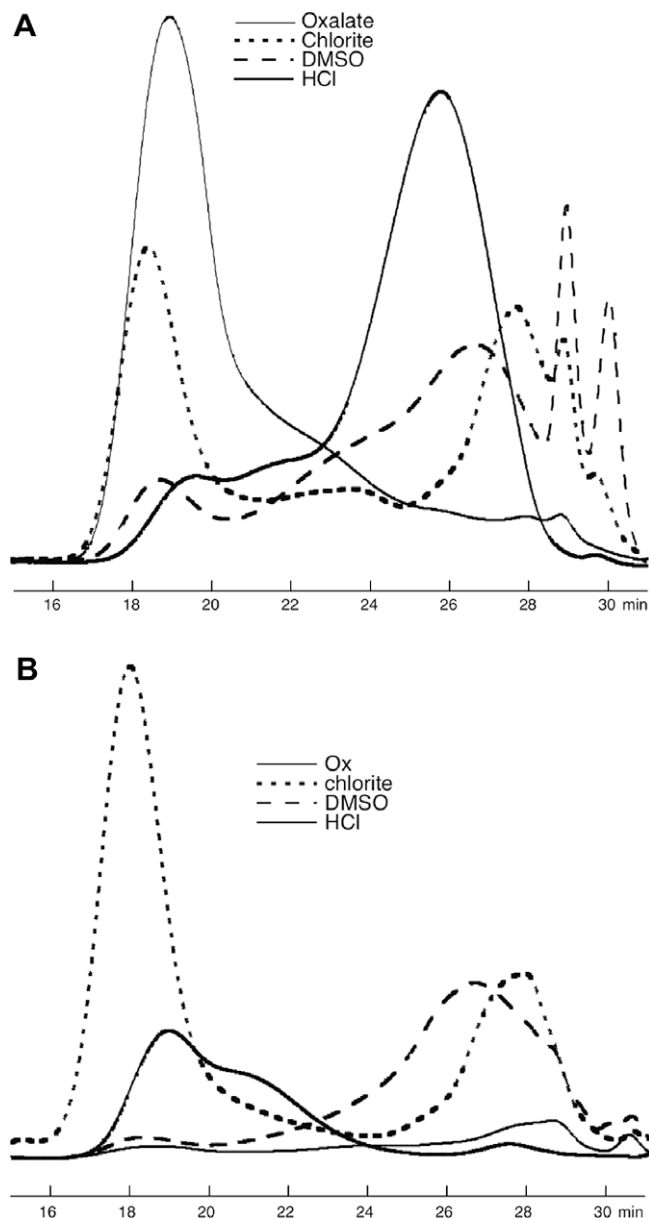 A
Oxalate
Chlorite
DMSO
HCl
16 18 20 22 24 26 28 30 min
B
Ox
chlorite
DMSO
HCl
16 18 20 22 24 26 28 30 min